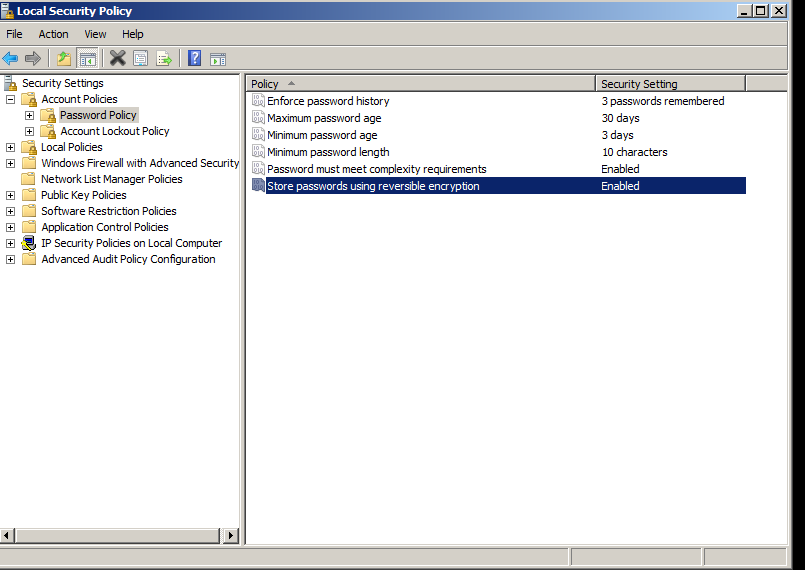 Local Security Policy
File Action View Help
Security Settings
Account Policies
Password Policy
Account Lockout Policy
Local Policies
Windows Firewall with Advanced Security
Network List Manager Policies
Public Key Policies
Software Restriction Policies
Application Control Policies
IP Security Policies on Local Computer
Advanced Audit Policy Configuration
Policy Security Setting
Enforce password history 3 passwords remembered
Maximum password age 30 days
Minimum password age 3 days
Minimum password length 10 characters
Password must meet complexity requirements Enabled
Store passwords using reversible encryption Enabled